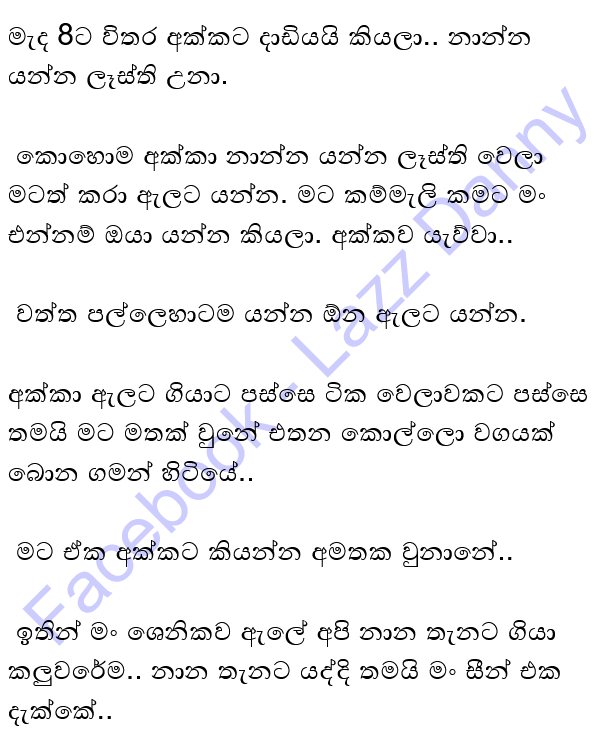 මැද 8ට විතර අක්කට දාඩියයි කියලා.. නාන්න
යන්න ලෑස්ති උනා.
කොහොම අක්කා නාන්න යන්න ලෑස්ති වෙලා
මටත් කරා ඇලට යන්න. මට කම්මැලි කමට මං
එන්නම් ඔයා යන්න කියලා. අක්කව යැව්වා..
වත්ත පල්ලෙහාටම යන්න ඕන ඇලට යන්න.
අක්කා ඇලට ගියාට පස්සෙ ටික වෙලාවකට පස්සෙ
තමයි මට මතක් වුනේ එතන කොල්ලො වගයක්
බොන ගමන් හිටියේ..
මට ඒක අක්කට කියන්න අමතක වුනානේ..
ඉතින් මං ශෙනිකව ඇලේ අපි නාන තැනට ගියා
කලුවරේම.. නාන තැනට යද්දි තමයි මං සීන් එක
දැක්කේ..
Facebook - Lazz Danny